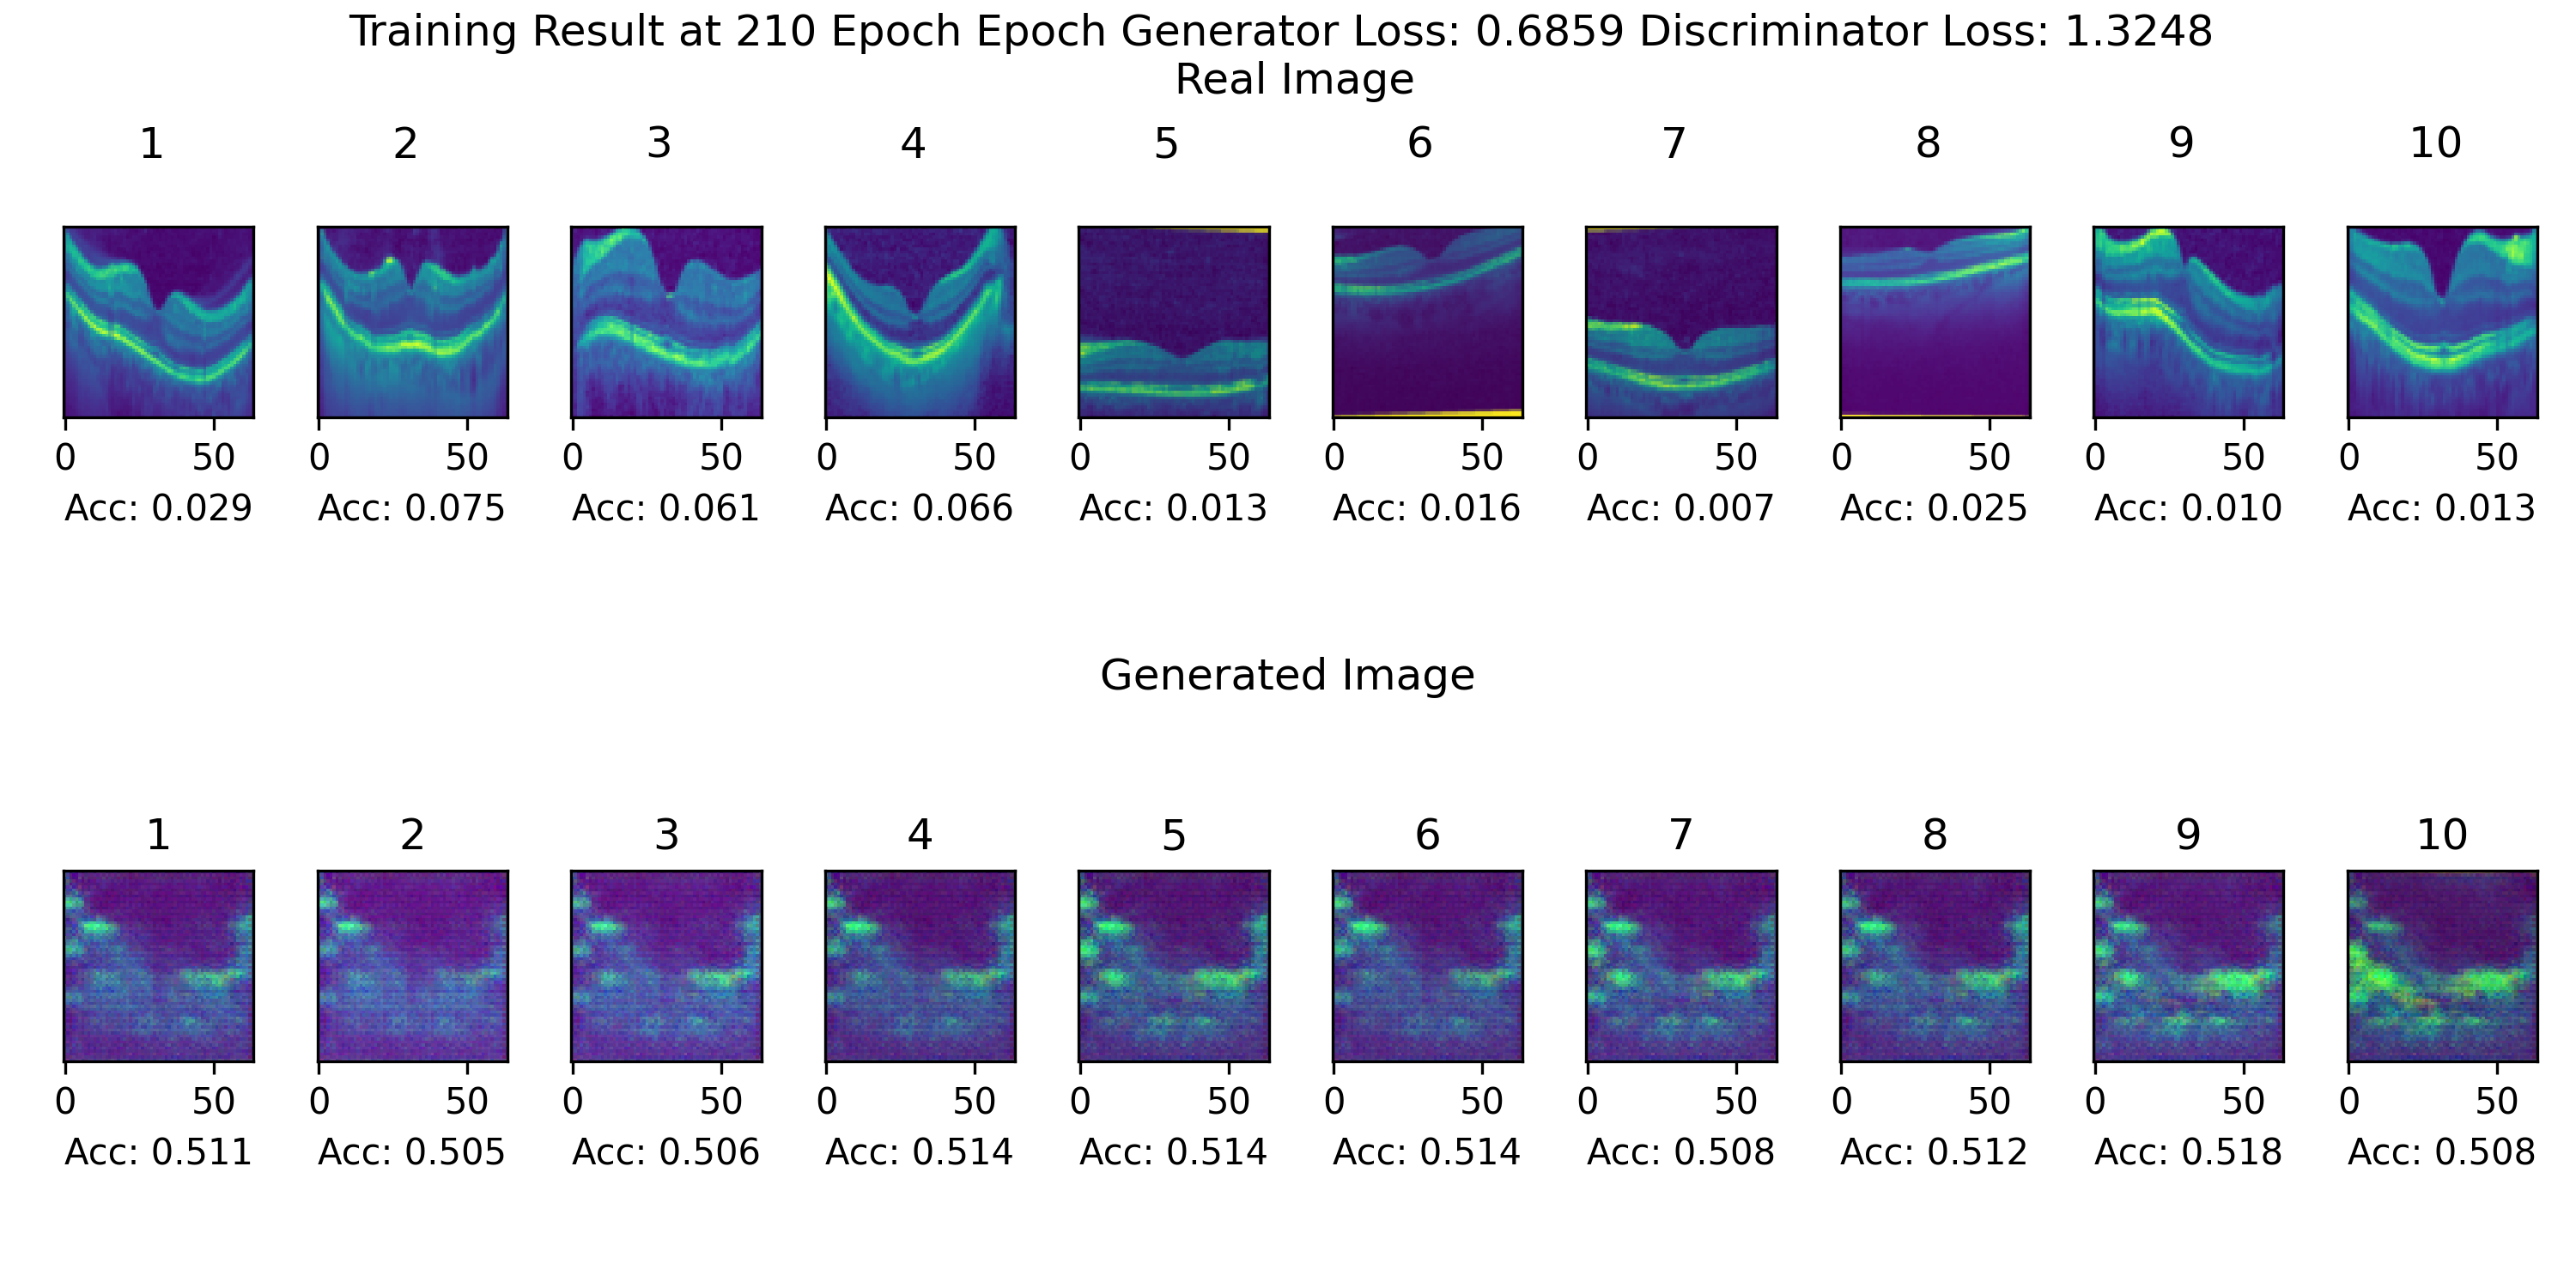 Training Result at 210 Epoch Epoch Generator Loss: 0.6859 Discriminator Loss: 1.3248
Real Image
1 2 3 4 5 6 7 8 9 10
0 50 0 50 0 50 0 50 0 50 0 50 0 50 0 50 0 50 0 50
Acc: 0.029 Acc: 0.075 Acc: 0.061 Acc: 0.066 Acc: 0.013 Acc: 0.016 Acc: 0.007 Acc: 0.025 Acc: 0.010 Acc: 0.013
Generated Image
1 2 3 4 5 6 7 8 9 10
0 50 0 50 0 50 0 50 0 50 0 50 0 50 0 50 0 50 0 50
Acc: 0.511 Acc: 0.505 Acc: 0.506 Acc: 0.514 Acc: 0.514 Acc: 0.514 Acc: 0.508 Acc: 0.512 Acc: 0.518 Acc: 0.508